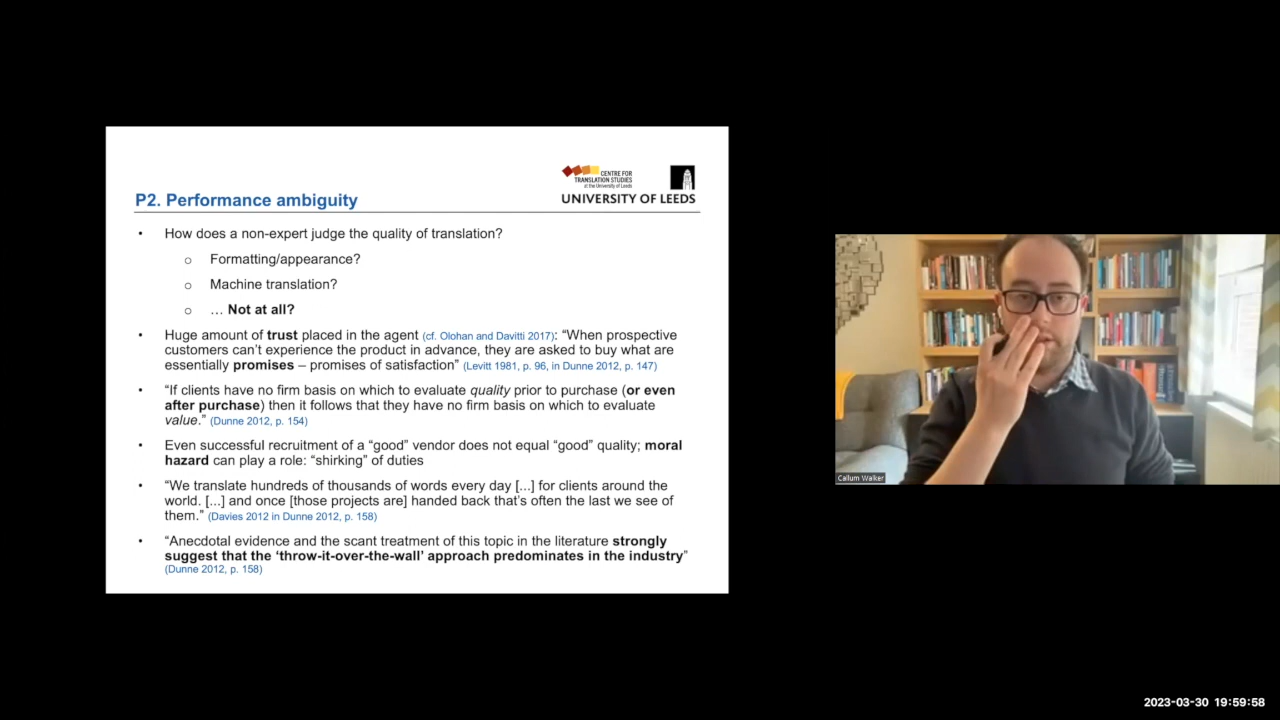 CENTRE FOR
TRANSLATION STUDIES
at the University of Leeds
UNIVERSITY OF LEEDS
P2. Performance ambiguity
• How does a non-expert judge the quality of translation?
o Formatting/appearance?
o Machine translation?
o … Not at all?
• Huge amount of trust placed in the agent (cf. Olohan and Davitti 2017): “When prospective
customers can’t experience the product in advance, they are asked to buy what are
essentially promises – promises of satisfaction” (Levitt 1981, p. 96, in Dunne 2012, p. 147)
• “If clients have no firm basis on which to evaluate quality prior to purchase (or even
after purchase) then it follows that they have no firm basis on which to evaluate
value.” (Dunne 2012, p. 154)
• Even successful recruitment of a “good” vendor does not equal “good” quality; moral
hazard can play a role: “shirking” of duties
• “We translate hundreds of thousands of words every day [...] for clients around the
world. [...] and once [those projects are] handed back that’s often the last we see of
them.” (Davies 2012 in Dunne 2012, p. 158)
• “Anecdotal evidence and the scant treatment of this topic in the literature strongly
suggest that the ‘throw-it-over-the-wall’ approach predominates in the industry”
(Dunne 2012, p. 158)
Callum Walker
2023-03-30 19:59:58